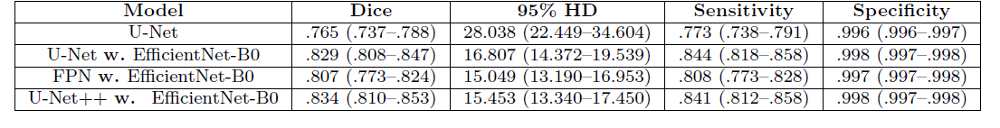 Model Dice 95% HD Sensitivity Specificity
U-Net .765 (.737–.788) 28.038 (22.449–34.604) .773 (.738–.791) .996 (.996–.997)
U-Net w. EfficientNet-B0 .829 (.808–.847) 16.807 (14.372–19.539) .844 (.818–.858) .998 (.997–.998)
FPN w. EfficientNet-B0 .807 (.773–.824) 15.049 (13.190–16.953) .808 (.773–.828) .997 (.997–.998)
U-Net++ w. EfficientNet-B0 .834 (.810–.853) 15.453 (13.340–17.450) .841 (.812–.858) .998 (.997–.998)